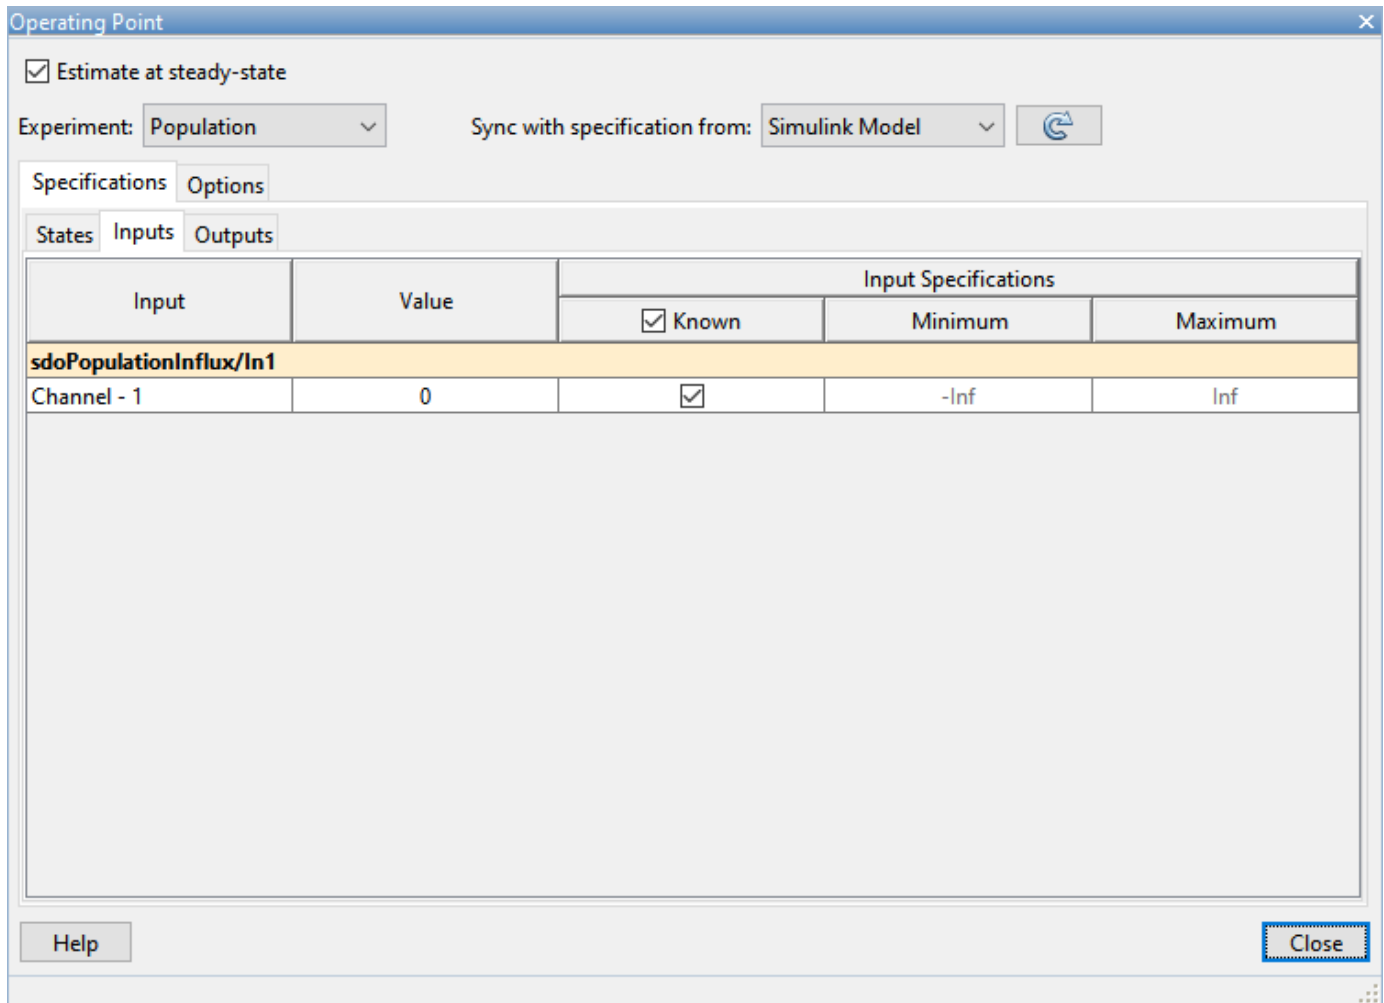 Operating Point
Estimate at steady-state
Experiment: Population Sync with specification from: Simulink Model
Specifications Options
States Inputs Outputs
Input Value Input Specifications
Known Minimum Maximum
sdoPopulationInflux/In1
Channel - 1 0 -Inf Inf
Help Close